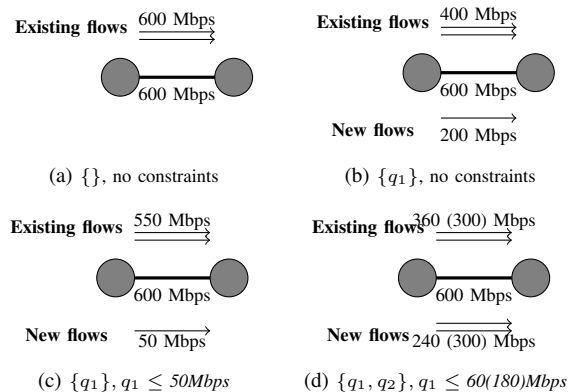 600 Mbps
Existing flows
600 Mbps
(a) {}, no constraints
400 Mbps
Existing flows
600 Mbps
New flows
200 Mbps
(b) {q1}, no constraints
550 Mbps
Existing flows
600 Mbps
New flows
50 Mbps
(c) {q1}, q1 ≤ 50Mbps
360 (300) Mbps
Existing flows
600 Mbps
New flows
240 (300) Mbps
(d) {q1, q2}, q1 ≤ 60(180)Mbps